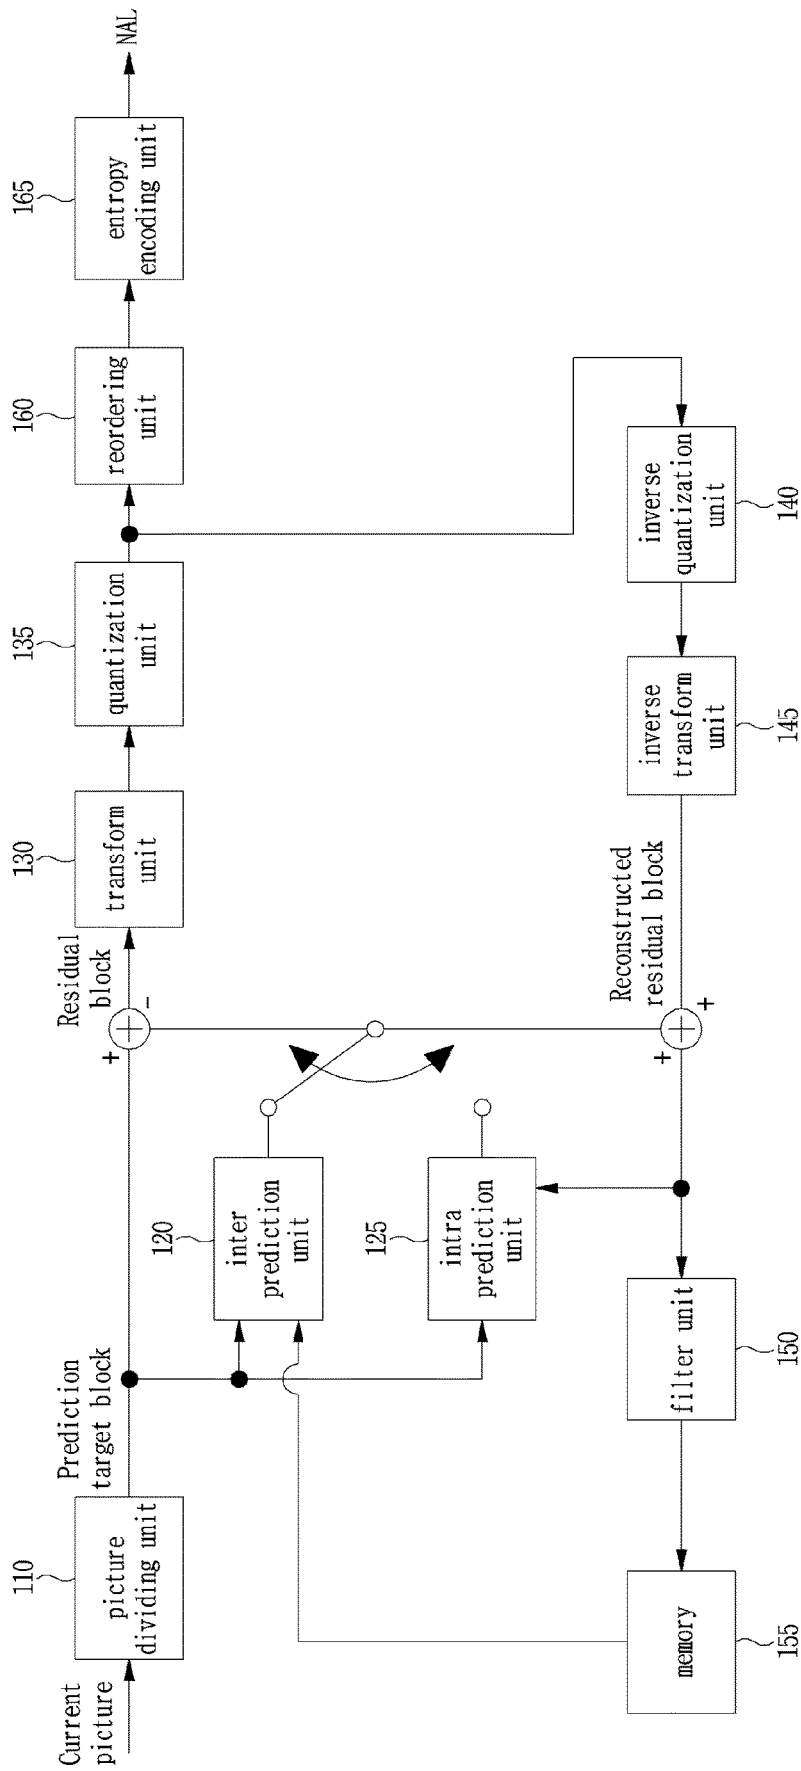 Current
picture
110
picture
dividing unit
Prediction
target block
120
inter
prediction
unit
125
intra
prediction
unit
+
-
Residual
block
130
transform
unit
135
quantization
unit
160
reordering
unit
165
entropy
encoding unit
NAL
155
memory
150
filter unit
+
+
Reconstructed
residual block
145
inverse
transform
unit
140
inverse
quantization
unit